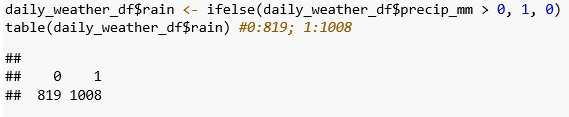 daily_weather_df$rain <- ifelse(daily_weather_df$precip_mm > 0, 1, 0)
table(daily_weather_df$rain) #0:819; 1:1008
##
##    0    1
##  819 1008